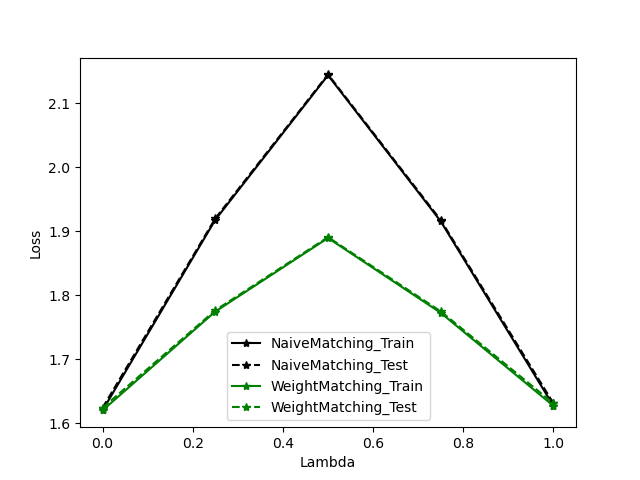 2.1
2.0
1.9
1.8
1.7
1.6
Loss
NaiveMatching_Train
NaiveMatching_Test
WeightMatching_Train
WeightMatching_Test
0.0 0.2 0.4 0.6 0.8 1.0
Lambda